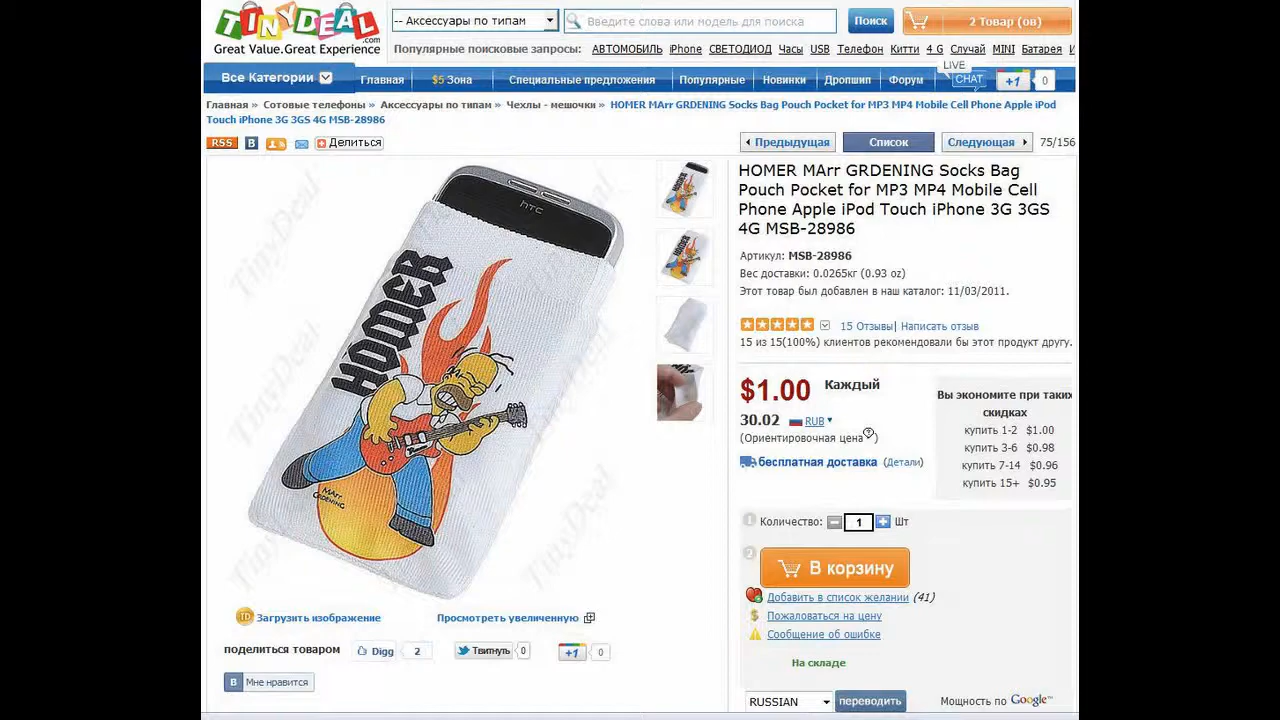 TINYDEAL.com
Great Value.Great Experience
-- Аксессуары по типам
Введите слова или модель для поиска
Поиск
2 Товар (ов)
Популярные поисковые запросы: АВТОМОБИЛЬ iPhone СВЕТОДИОД Часы USB Телефон Китти 4 G Случай MINI Батарея
Все Категории
Главная
$5 Зона
Специальные предложения
Популярные
Новинки
Дропшип
Форум
LIVE
CHAT
+1
0
Главная » Сотовые телефоны » Аксессуары по типам » Чехлы - мешочки » HOMER MArr GRDENING Socks Bag Pouch Pocket for MP3 MP4 Mobile Cell Phone Apple iPod
Touch iPhone 3G 3GS 4G MSB-28986
RSS
B
Делиться
Предыдущая
Список
Следующая
75/156
HOMER MArr GRDENING Socks Bag
Pouch Pocket for MP3 MP4 Mobile Cell
Phone Apple iPod Touch iPhone 3G 3GS
4G MSB-28986
Артикул: MSB-28986
Вес доставки: 0.0265кг (0.93 oz)
Этот товар был добавлен в наш каталог: 11/03/2011.
15 Отзывы| Написать отзыв
15 из 15(100%) клиентов рекомендовали бы этот продукт другу.
$1.00 Каждый
30.02 RUB
(Ориентировочная цена?)
бесплатная доставка (Детали)
Вы экономите при таких
скидках
купить 1-2 $1.00
купить 3-6 $0.98
купить 7-14 $0.96
купить 15+ $0.95
1 Количество: 1 Шт
2 В корзину
Добавить в список желании (41)
Пожаловаться на цену
Сообщение об ошибке
На складе
RUSSIAN
переводить
Мощность по Google™
hTC
HOMER
MArr
GRDENING
TinyDeal
TinyDeal
TinyDeal
TinyDeal
TinyDeal
TD Загрузить изображение
Просмотреть увеличенную
поделиться товаром
Digg
2
Твитнуть
0
+1
0
B Мне нравится